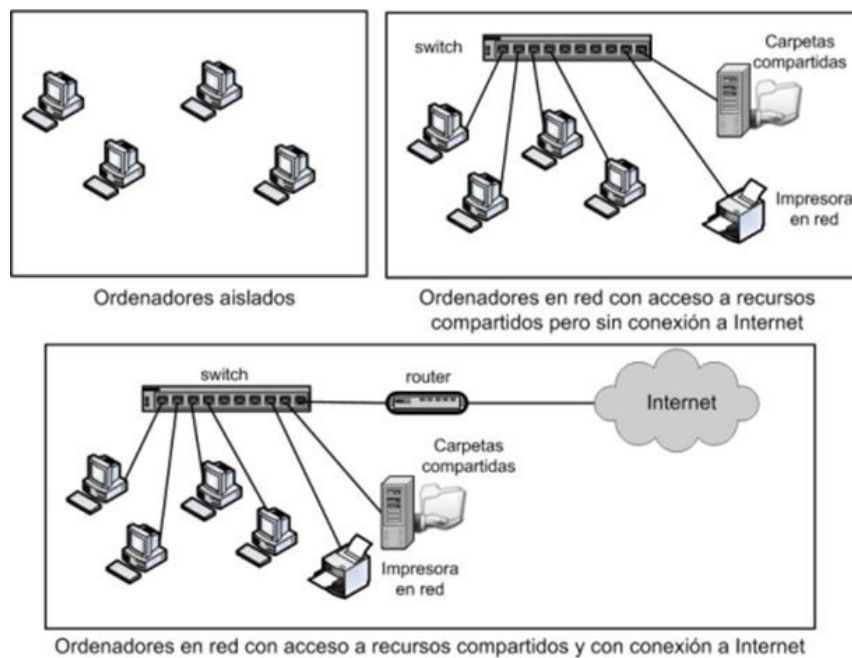 switch
Carpetas
compartidas
Impresora
en red
Ordenadores aislados
Ordenadores en red con acceso a recursos
compartidos pero sin conexión a Internet
switch
router
Internet
Carpetas
compartidas
Impresora
en red
Ordenadores en red con acceso a recursos compartidos y con conexión a Internet